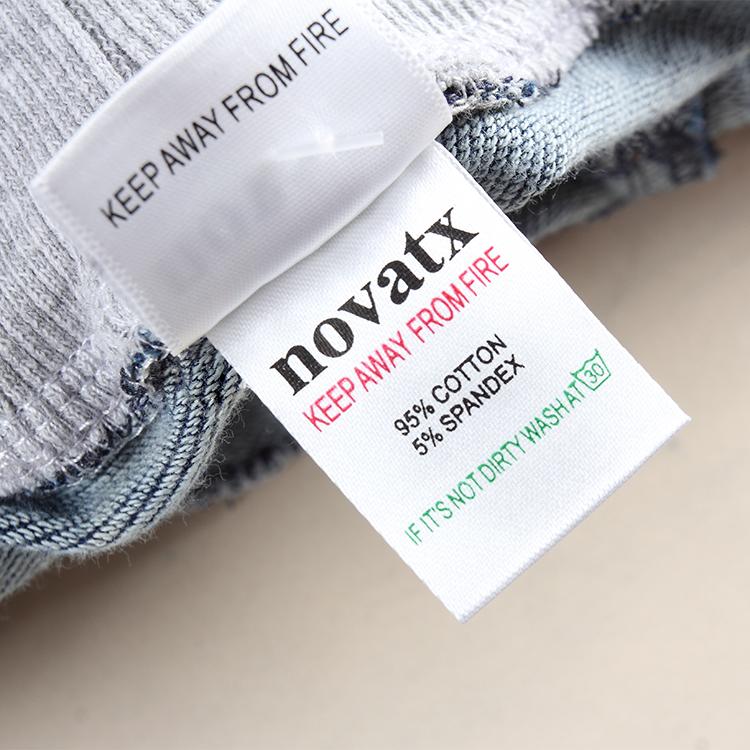 KEEP AWAY FROM FIRE
novatx
KEEP AWAY FROM FIRE
95% COTTON
5% SPANDEX
IF IT'S NOT DIRTY WASH AT 30